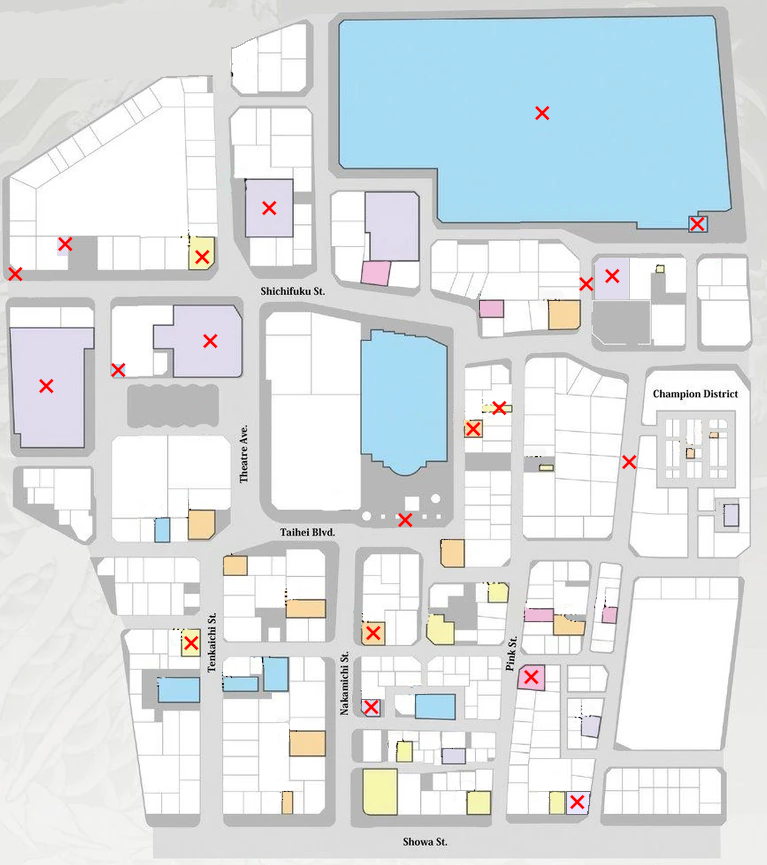 Shichifuku St.
Champion District
Theatre Ave.
Taihei Blvd.
Tenkaichi St.
Nakamichi St.
Pink St.
Showa St.